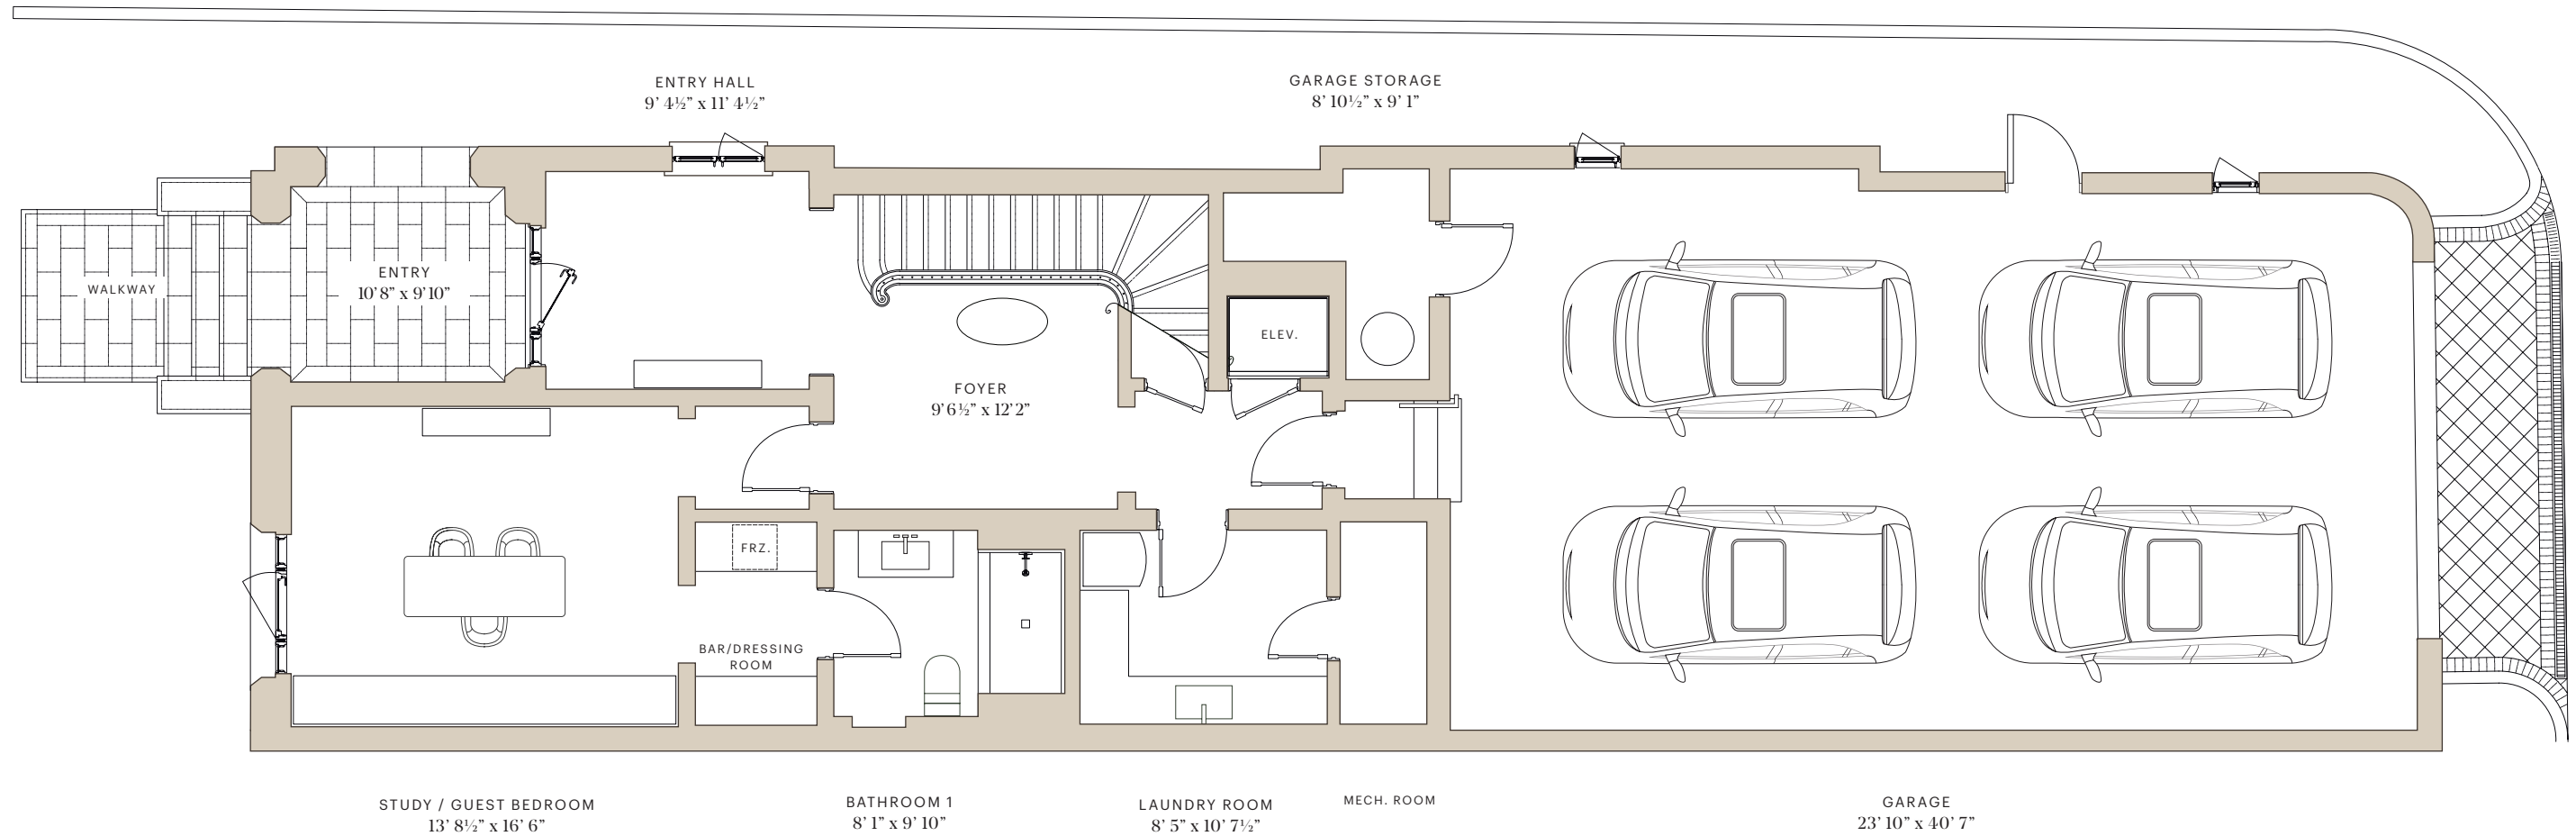 ENTRY HALL
9’ 4½” x 11’ 4½”
GARAGE STORAGE
8’ 10½” x 9’ 1”
WALKWAY
ENTRY
10’ 8” x 9’ 10”
ELEV.
FOYER
9’ 6½” x 12’ 2”
FRZ.
BAR/DRESSING
ROOM
STUDY / GUEST BEDROOM
13’ 8½” x 16’ 6”
BATHROOM 1
8’ 1” x 9’ 10”
LAUNDRY ROOM
8’ 5” x 10’ 7½”
MECH. ROOM
GARAGE
23’ 10” x 40’ 7”